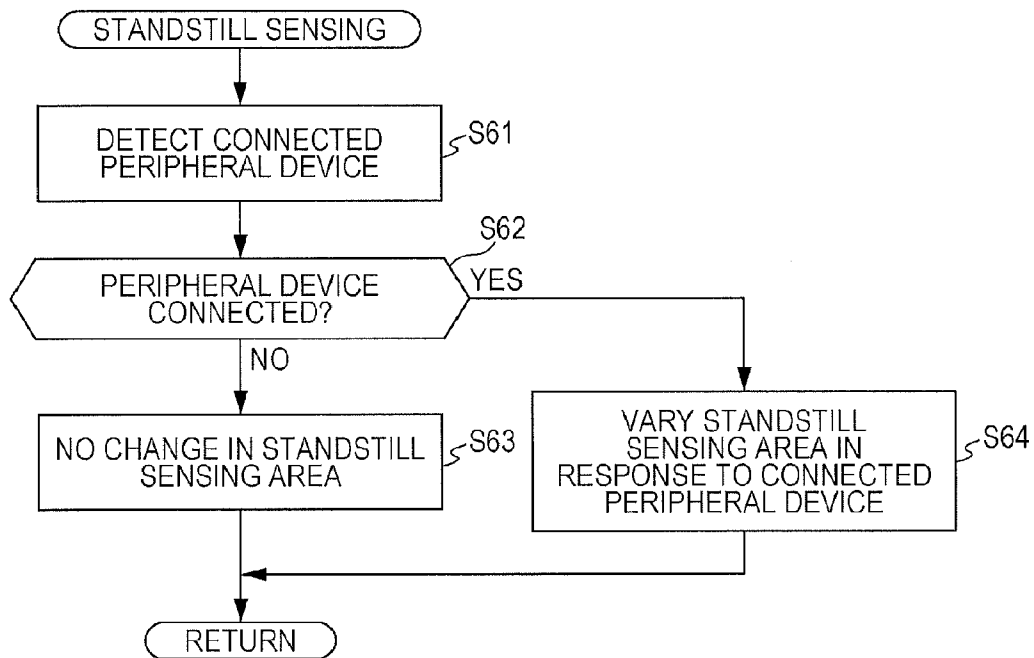 STANDSTILL SENSING
DETECT CONNECTED
PERIPHERAL DEVICE
S61
S62
PERIPHERAL DEVICE
CONNECTED?
YES
NO
NO CHANGE IN STANDSTILL
SENSING AREA
S63
VARY STANDSTILL
SENSING AREA IN
RESPONSE TO CONNECTED
PERIPHERAL DEVICE
S64
RETURN